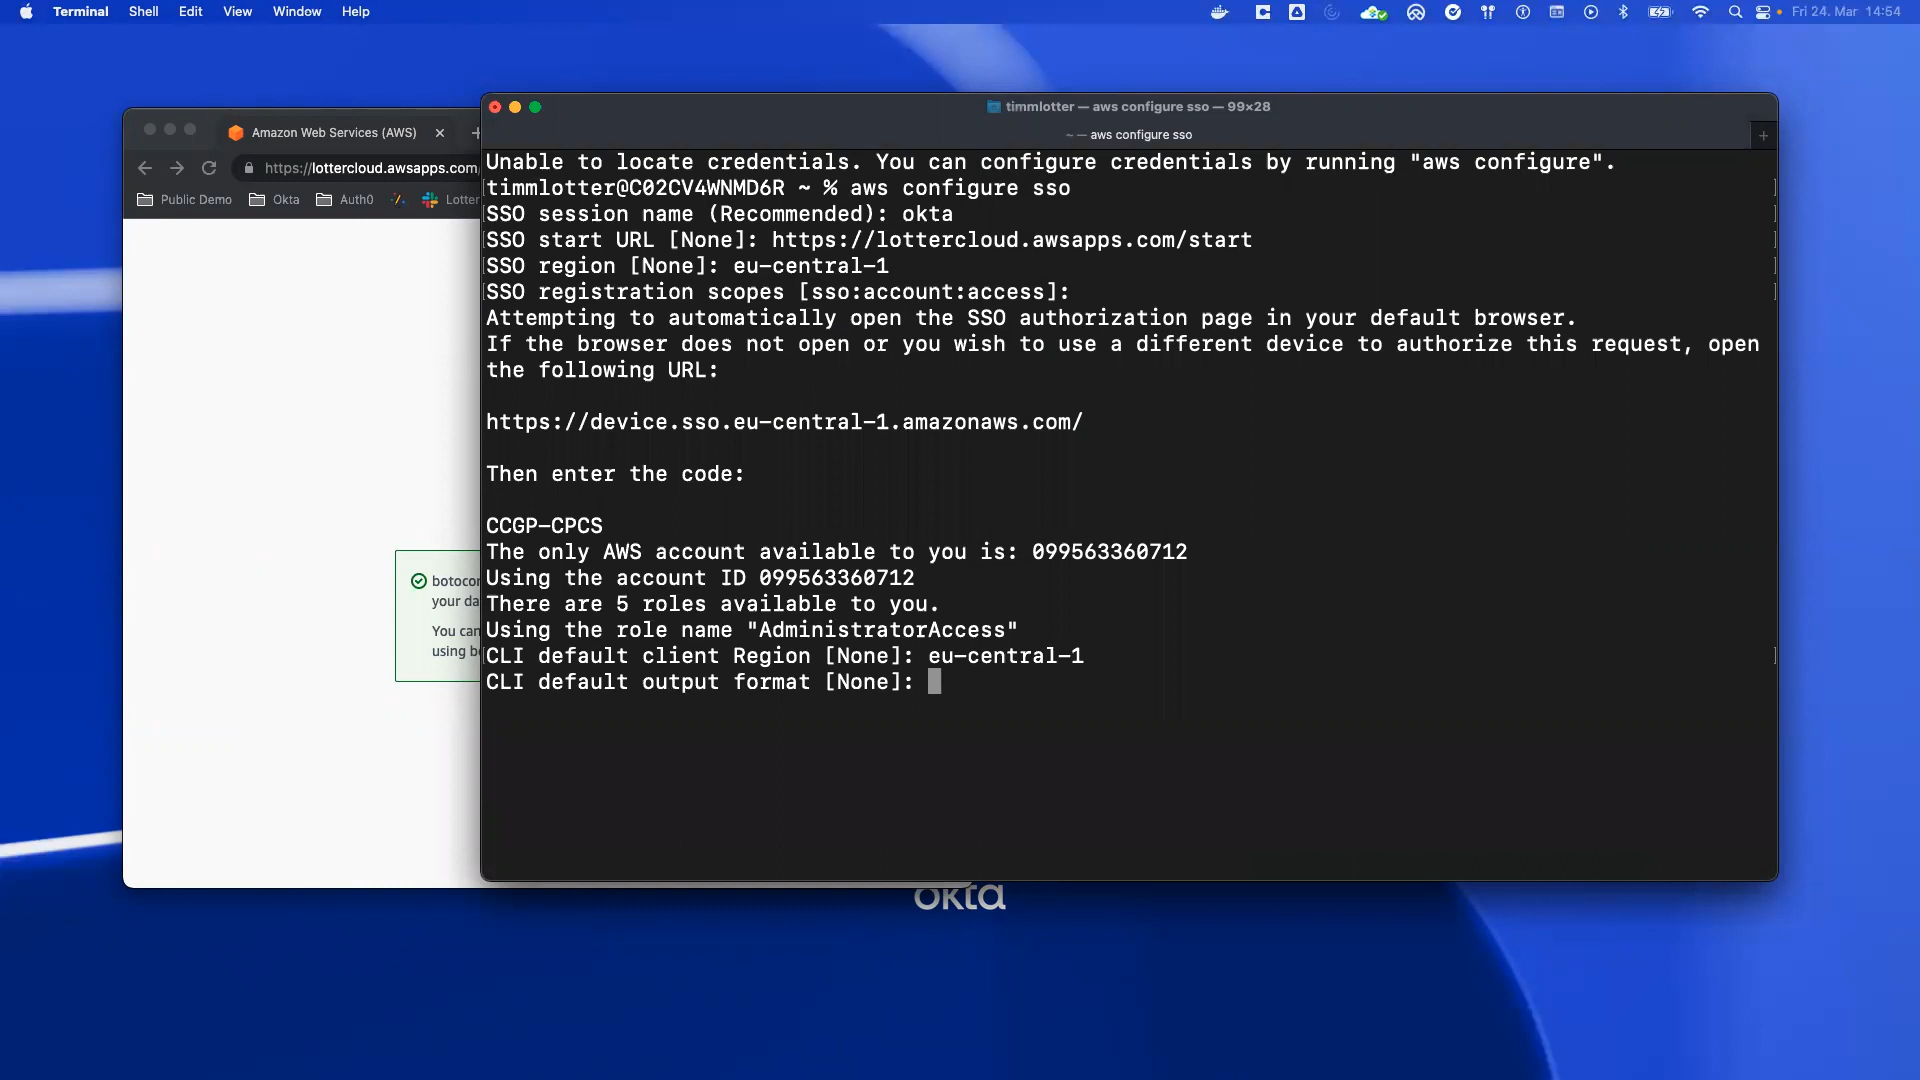 Terminal Shell Edit View Window Help
Fri 24. Mar 14:54
timmlotter — aws configure sso — 99×28
~ — aws configure sso
Amazon Web Services (AWS)
https://lottercloud.awsapps.com/
Public Demo Okta Auth0 Lotter
botocor
your da
You can
using bo
Unable to locate credentials. You can configure credentials by running "aws configure".
timmlotter@C02CV4WNMD6R ~ % aws configure sso
SSO session name (Recommended): okta
SSO start URL [None]: https://lottercloud.awsapps.com/start
SSO region [None]: eu-central-1
SSO registration scopes [sso:account:access]:
Attempting to automatically open the SSO authorization page in your default browser.
If the browser does not open or you wish to use a different device to authorize this request, open
the following URL:
https://device.sso.eu-central-1.amazonaws.com/
Then enter the code:
CCGP-CPCS
The only AWS account available to you is: 099563360712
Using the account ID 099563360712
There are 5 roles available to you.
Using the role name "AdministratorAccess"
CLI default client Region [None]: eu-central-1
CLI default output format [None]:
okta